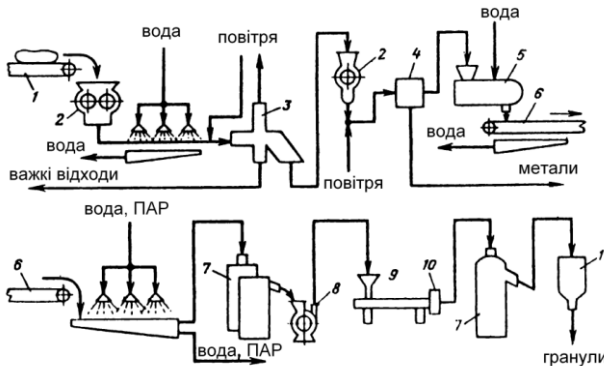 вода
повітря
1
2
3
2
4
вода
5
6
вода
вода
важкі відходи
повітря
метали
вода, ПАР
6
7
8
9
10
7
1
вода, ПАР
гранули